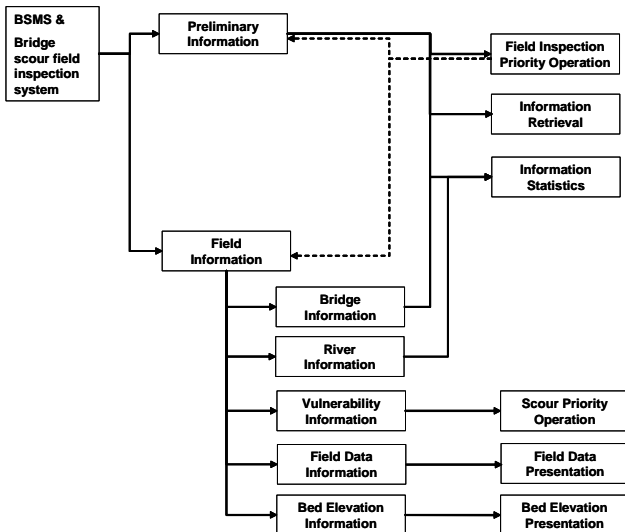 BSMS &
Bridge
scour field
inspection
system
Preliminary
Information
Field Inspection
Priority Operation
Information
Retrieval
Information
Statistics
Field
Information
Bridge
Information
River
Information
Vulnerability
Information
Scour Priority
Operation
Field Data
Information
Field Data
Presentation
Bed Elevation
Information
Bed Elevation
Presentation